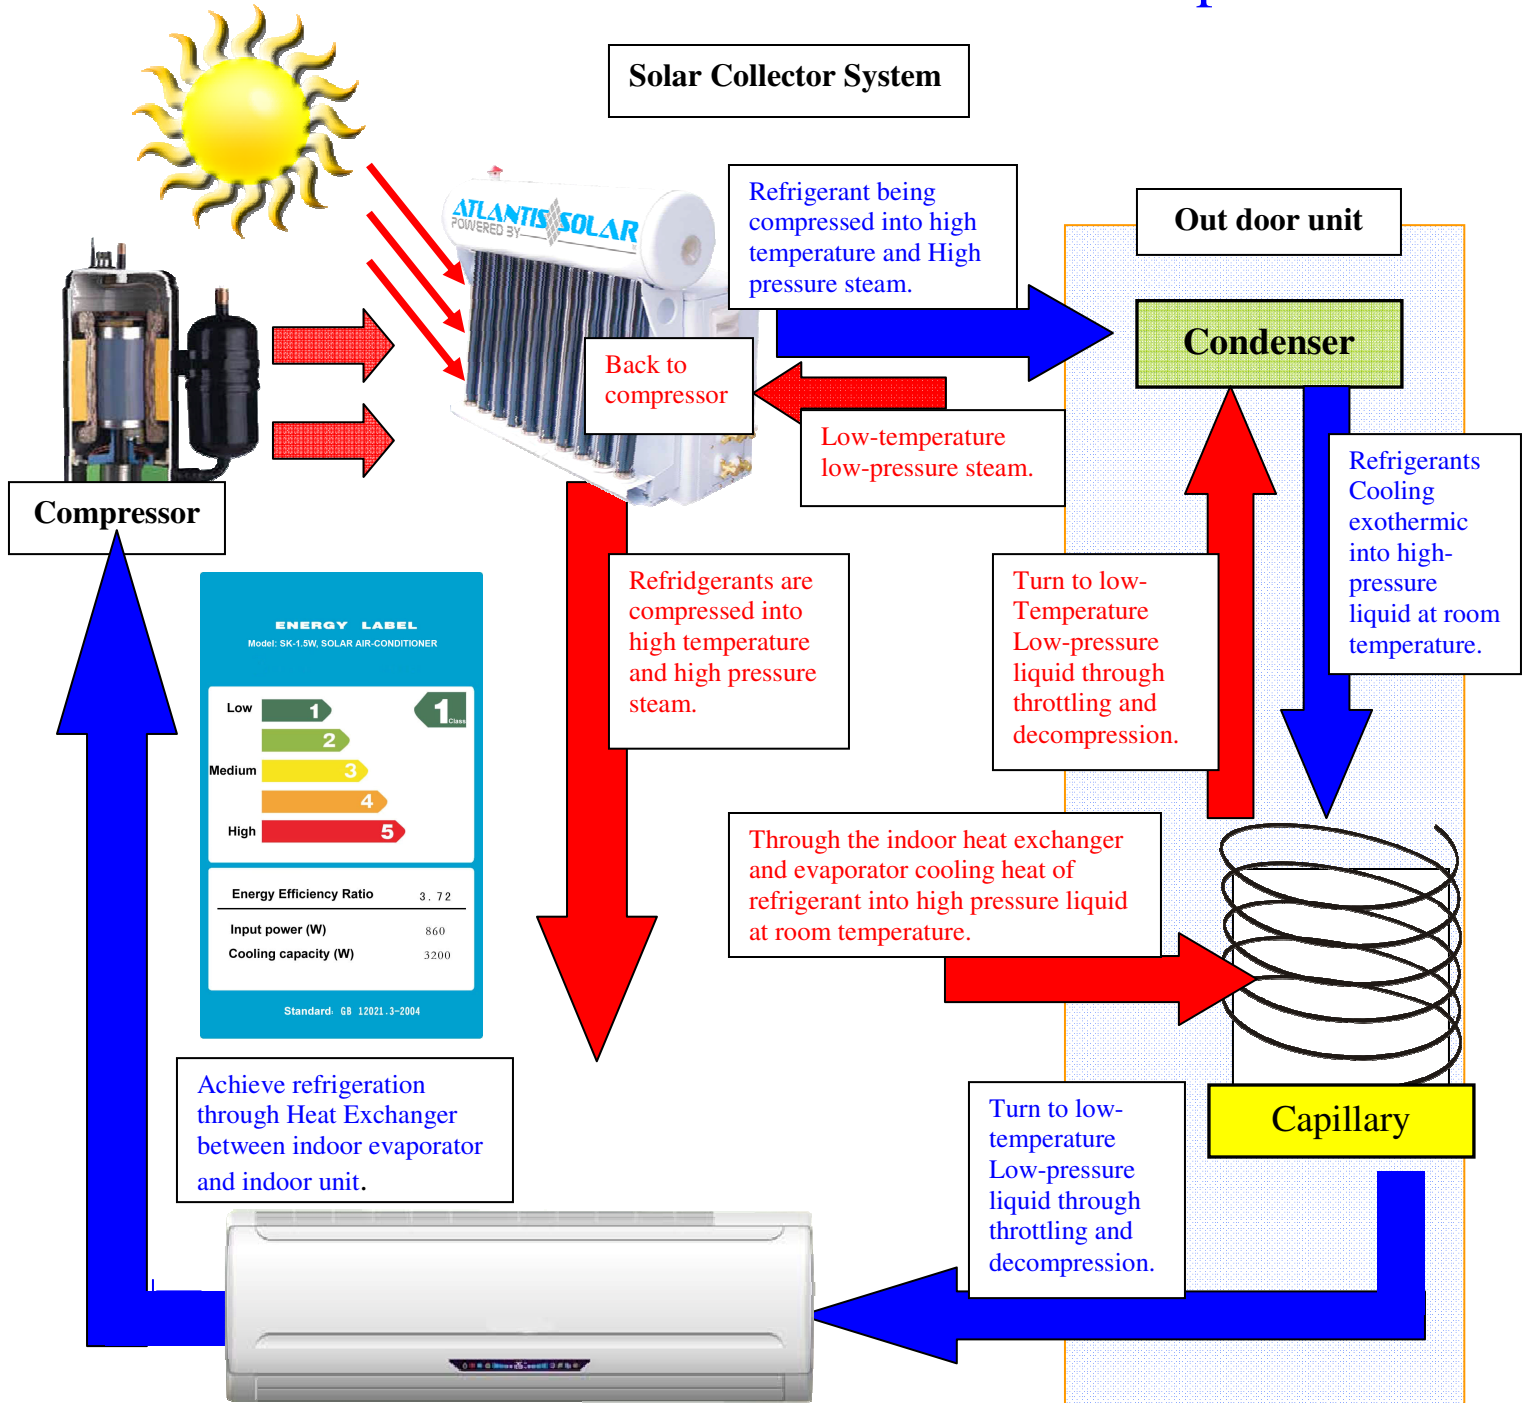 Solar Collector System
ATLANTIS SOLAR
POWERED BY
Refrigerant being
compressed into high
temperature and High
pressure steam.
Out door unit
Condenser
Back to
compressor
Low-temperature
low-pressure steam.
Refrigerants
Cooling
exothermic
into high-
pressure
liquid at room
temperature.
Compressor
Refridgerants are
compressed into
high temperature
and high pressure
steam.
Turn to low-
Temperature
Low-pressure
liquid through
throttling and
decompression.
ENERGY LABEL
Model: SK-1.5W, SOLAR AIR-CONDITIONER
Low 1 1 Class
2
Medium 3
4
High 5
Energy Efficiency Ratio 3.72
Input power (W) 860
Cooling capacity (W) 3200
Standard: GB 12021.3-2004
Through the indoor heat exchanger
and evaporator cooling heat of
refrigerant into high pressure liquid
at room temperature.
Achieve refrigeration
through Heat Exchanger
between indoor evaporator
and indoor unit.
Turn to low-
temperature
Low-pressure
liquid through
throttling and
decompression.
Capillary